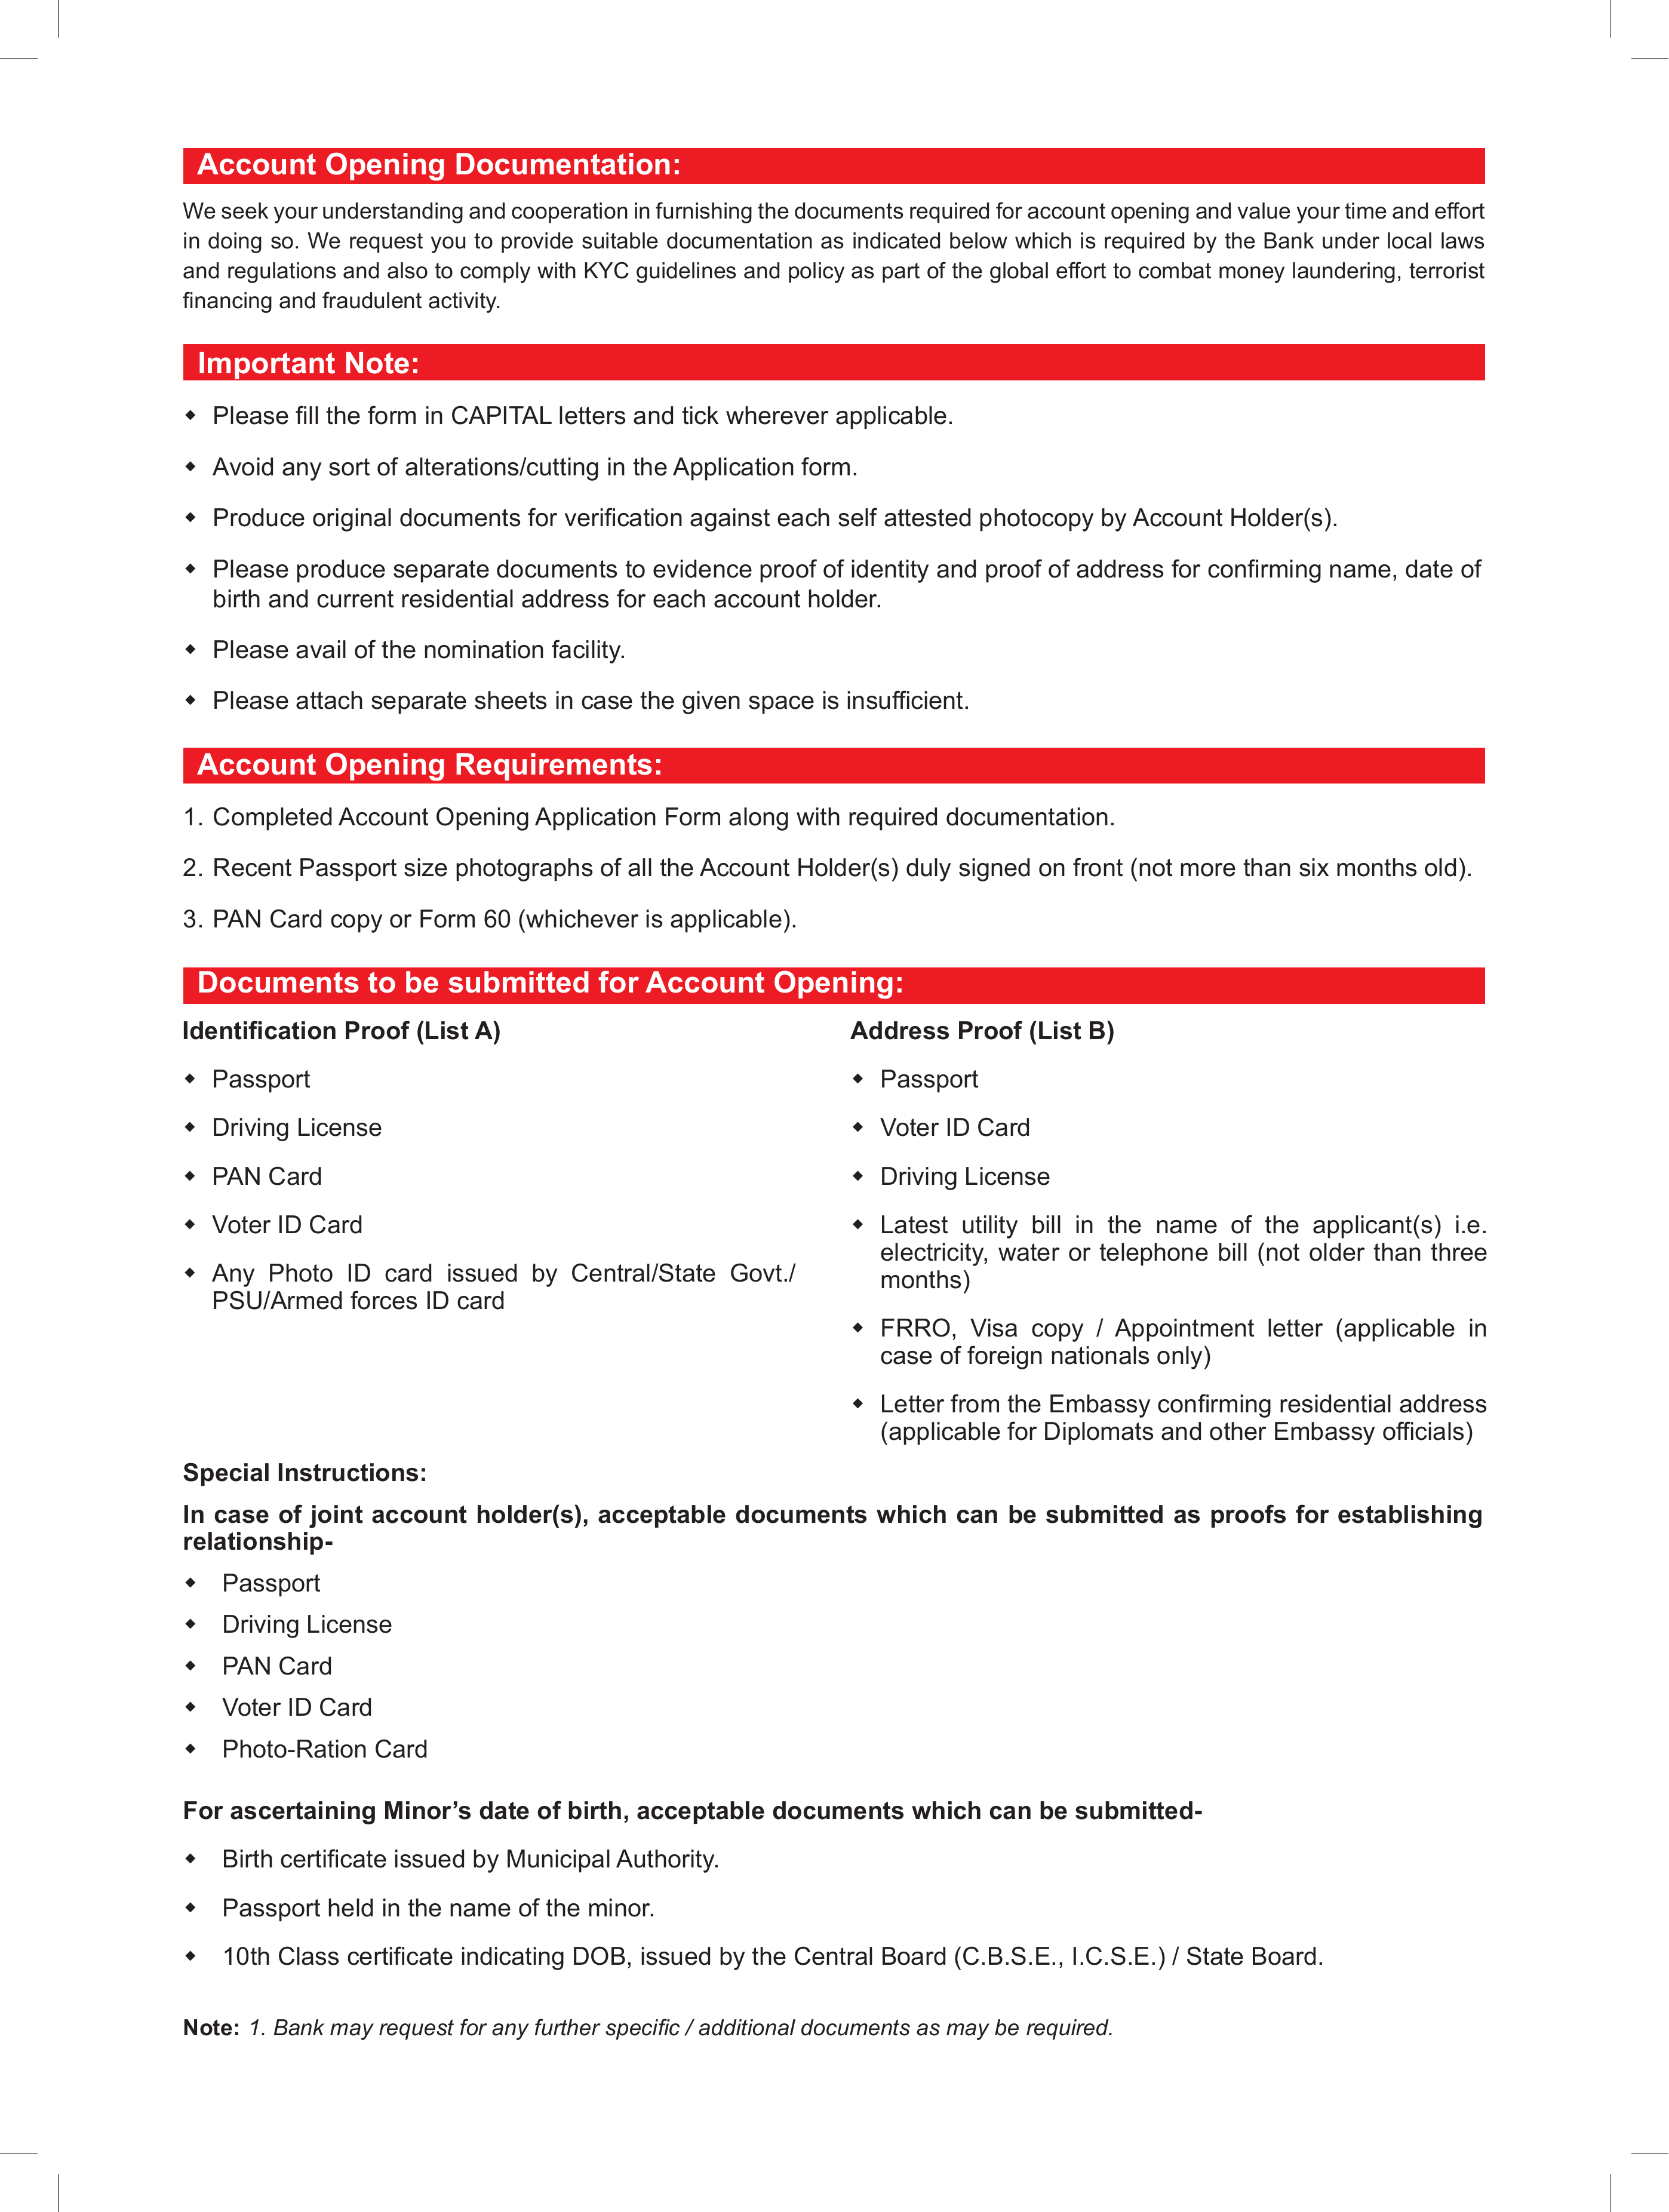 Account Opening Documentation:
We seek your understanding and cooperation in furnishing the documents required for account opening and value your time and effort
in doing so. We request you to provide suitable documentation as indicated below which is required by the Bank under local laws
and regulations and also to comply with KYC guidelines and policy as part of the global effort to combat money laundering, terrorist
financing and fraudulent activity.
Important Note:
◆ Please fill the form in CAPITAL letters and tick wherever applicable.
◆ Avoid any sort of alterations/cutting in the Application form.
◆ Produce original documents for verification against each self attested photocopy by Account Holder(s).
◆ Please produce separate documents to evidence proof of identity and proof of address for confirming name, date of
birth and current residential address for each account holder.
◆ Please avail of the nomination facility.
◆ Please attach separate sheets in case the given space is insufficient.
Account Opening Requirements:
1. Completed Account Opening Application Form along with required documentation.
2. Recent Passport size photographs of all the Account Holder(s) duly signed on front (not more than six months old).
3. PAN Card copy or Form 60 (whichever is applicable).
Documents to be submitted for Account Opening:
Identification Proof (List A)
◆ Passport
◆ Driving License
◆ PAN Card
◆ Voter ID Card
◆ Any Photo ID card issued by Central/State Govt./
PSU/Armed forces ID card
Address Proof (List B)
◆ Passport
◆ Voter ID Card
◆ Driving License
◆ Latest utility bill in the name of the applicant(s) i.e.
electricity, water or telephone bill (not older than three
months)
◆ FRRO, Visa copy / Appointment letter (applicable in
case of foreign nationals only)
◆ Letter from the Embassy confirming residential address
(applicable for Diplomats and other Embassy officials)
Special Instructions:
In case of joint account holder(s), acceptable documents which can be submitted as proofs for establishing
relationship-
◆ Passport
◆ Driving License
◆ PAN Card
◆ Voter ID Card
◆ Photo-Ration Card
For ascertaining Minor’s date of birth, acceptable documents which can be submitted-
◆ Birth certificate issued by Municipal Authority.
◆ Passport held in the name of the minor.
◆ 10th Class certificate indicating DOB, issued by the Central Board (C.B.S.E., I.C.S.E.) / State Board.
Note: 1. Bank may request for any further specific / additional documents as may be required.